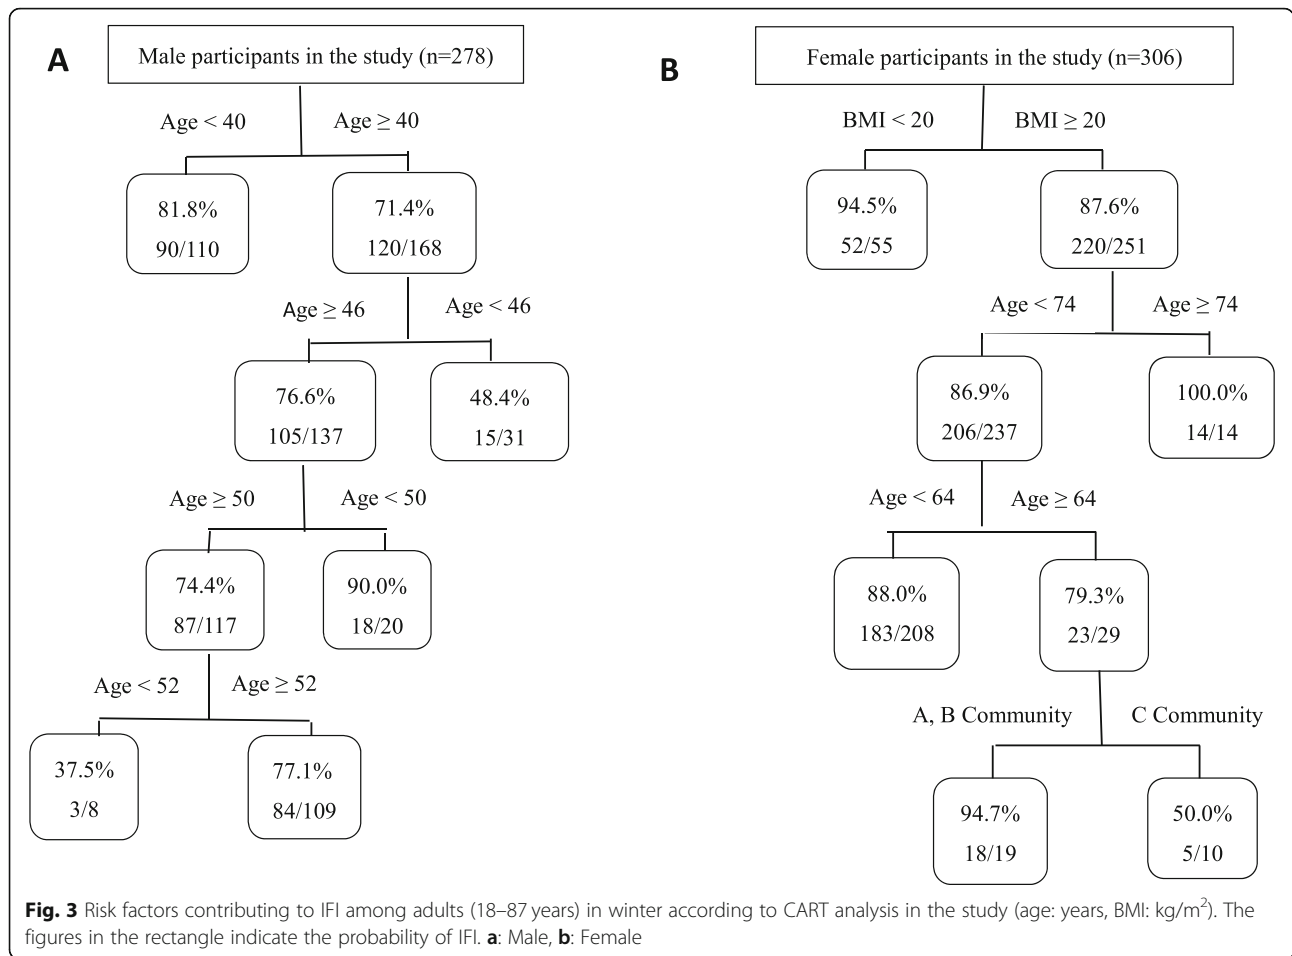 A
Male participants in the study (n=278)
Age < 40
Age ≥ 40
81.8%
90/110
71.4%
120/168
Age ≥ 46
Age < 46
76.6%
105/137
48.4%
15/31
Age ≥ 50
Age < 50
74.4%
87/117
90.0%
18/20
Age < 52
Age ≥ 52
37.5%
3/8
77.1%
84/109
B
Female participants in the study (n=306)
BMI < 20
BMI ≥ 20
94.5%
52/55
87.6%
220/251
Age < 74
Age ≥ 74
86.9%
206/237
100.0%
14/14
Age < 64
Age ≥ 64
88.0%
183/208
79.3%
23/29
A, B Community
C Community
94.7%
18/19
50.0%
5/10
Fig. 3 Risk factors contributing to IFI among adults (18–87 years) in winter according to CART analysis in the study (age: years, BMI: kg/m²). The
figures in the rectangle indicate the probability of IFI. a: Male, b: Female